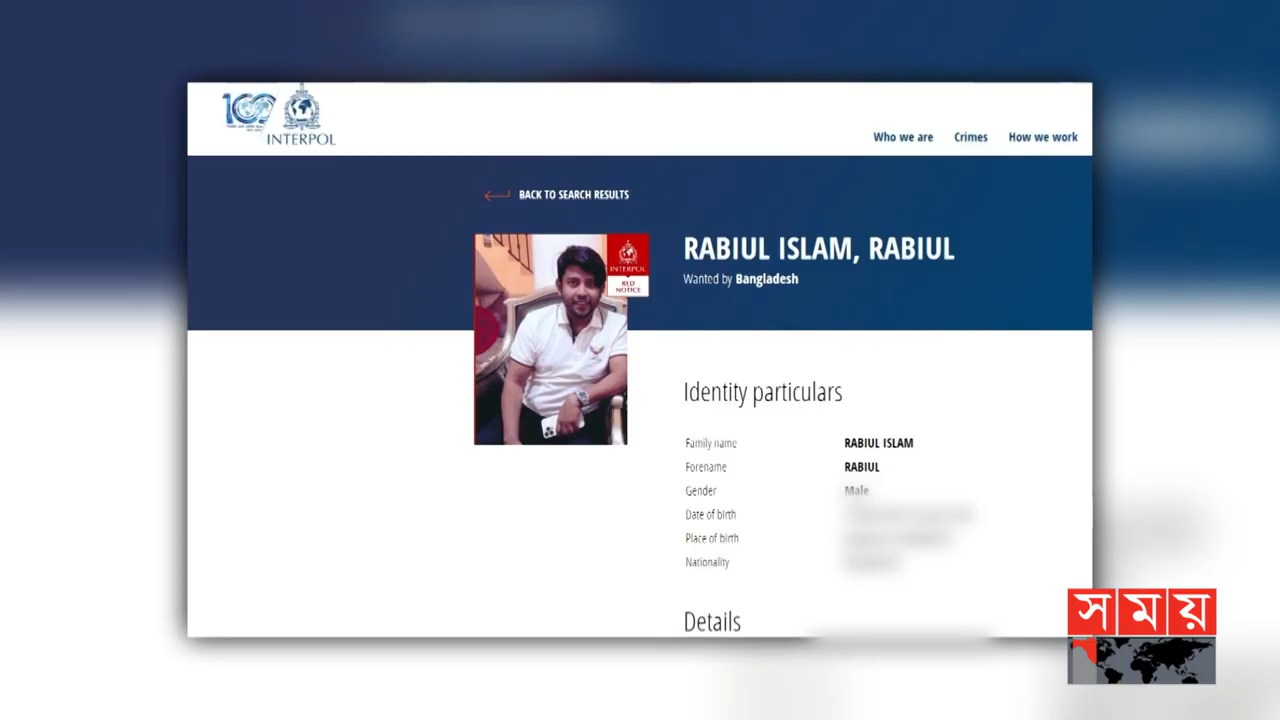 100
INTERPOL
Who we are Crimes How we work
BACK TO SEARCH RESULTS
INTERPOL
RED
NOTICE
RABIUL ISLAM, RABIUL
Wanted by Bangladesh
Identity particulars
Family name RABIUL ISLAM
Forename RABIUL
Gender Male
Date of birth
Place of birth
Nationality
Details
সময়